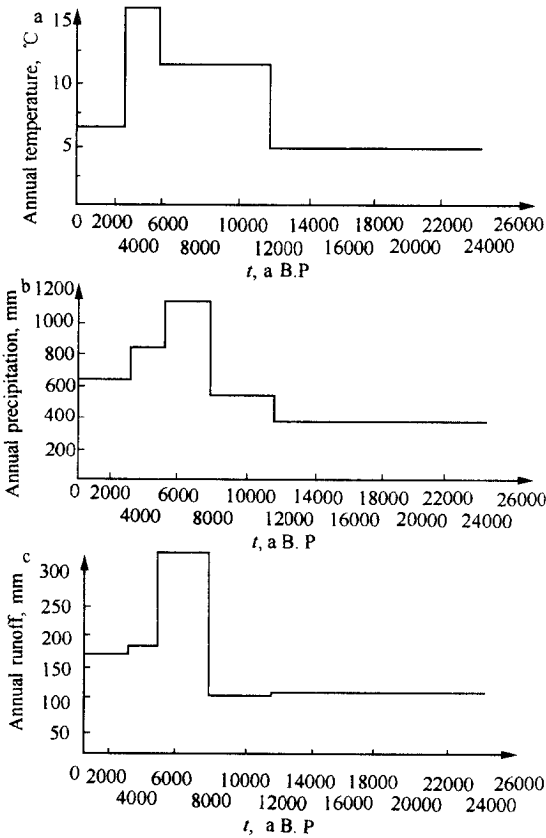 a
15
10
5
Annual temperature, ℃
0 2000 6000 10000 14000 18000 22000 26000
4000 8000 12000 16000 20000 24000
t, a B.P
b
1200
1000
800
600
400
200
Annual precipitation, mm
0 2000 6000 10000 14000 18000 22000 26000
4000 8000 12000 16000 20000 24000
t, a B. P
c
300
250
200
150
100
50
Annual runoff, mm
0 2000 6000 10000 14000 18000 22000 26000
4000 8000 12000 16000 20000 24000
t, a B. P